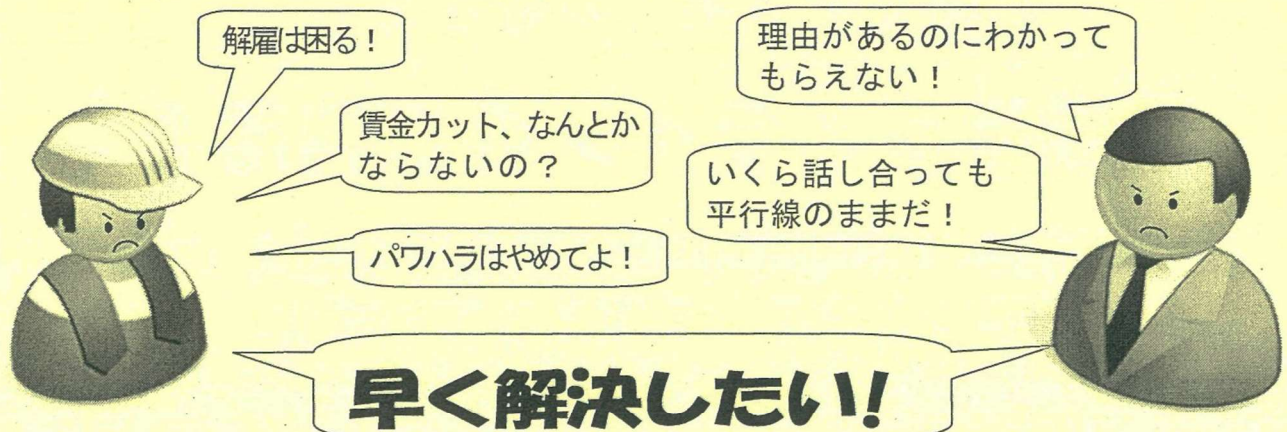 解雇は困る！
賃金カット、なんとか
ならないの？
パワハラはやめてよ！
理由があるのにわかって
もらえない！
いくら話し合っても
平行線のままだ！
早く解決したい!